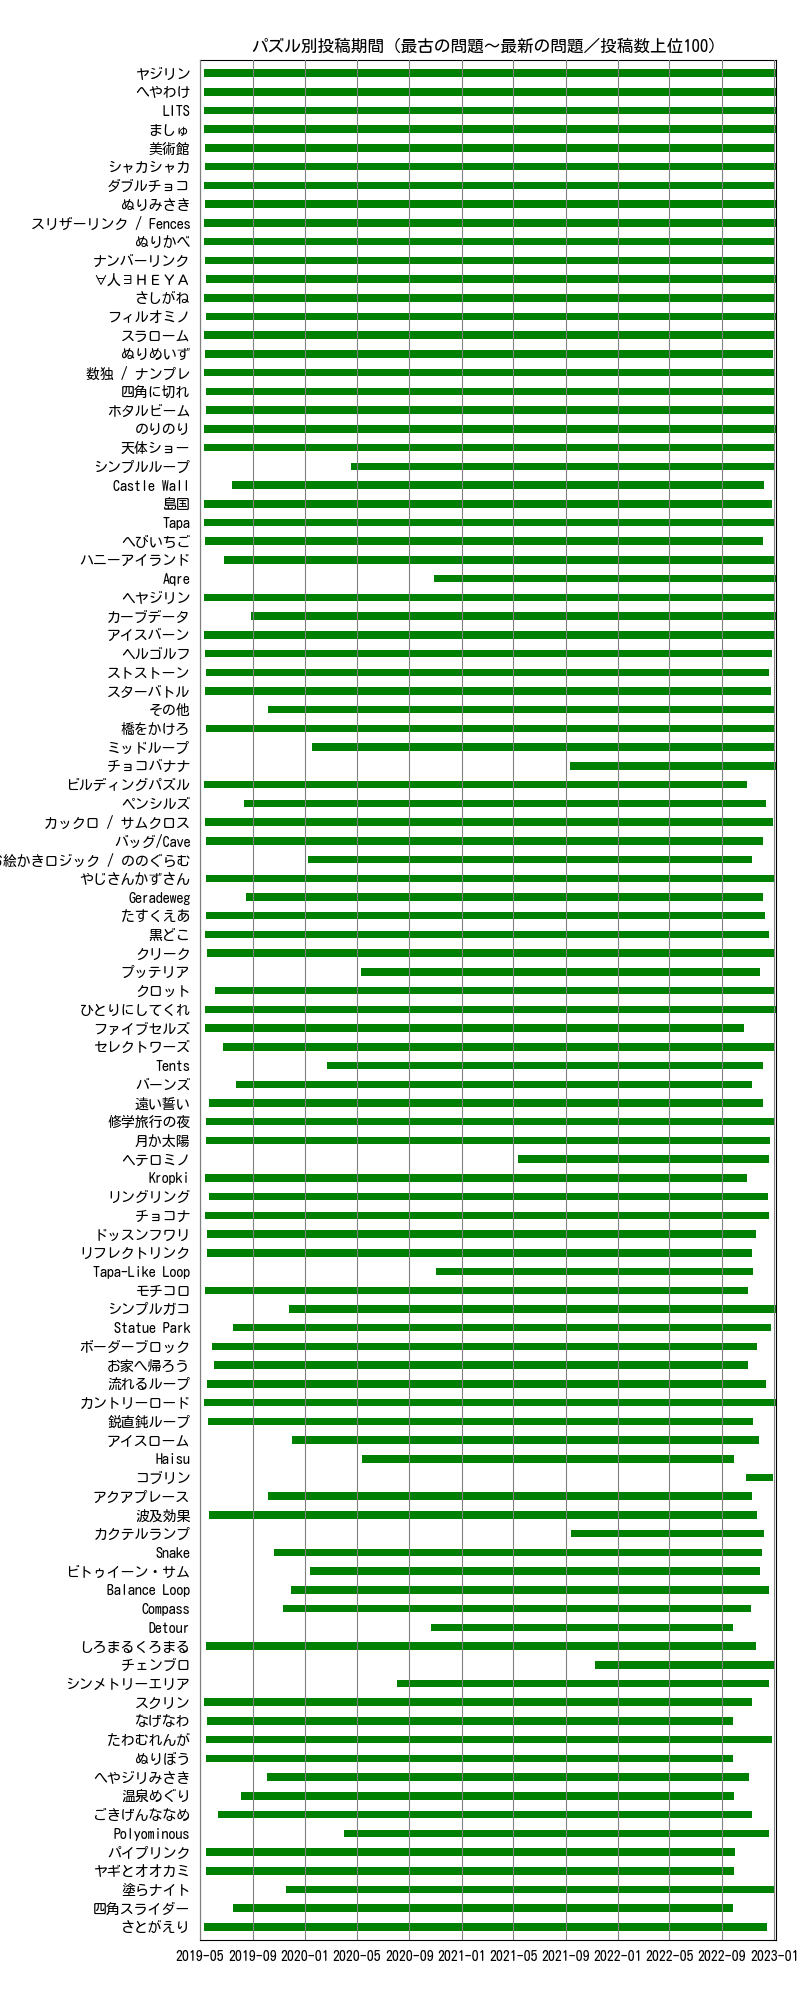 パズル別投稿期間（最古の問題～最新の問題／投稿数上位100）
ヤジリン
へやわけ
LITS
ましゅ
美術館
シャカシャカ
ダブルチョコ
ぬりみさき
スリザーリンク / Fences
ぬりかべ
ナンバーリンク
∀人∃ＨＥＹＡ
さしがね
フィルオミノ
スラローム
ぬりめいず
数独 / ナンプレ
四角に切れ
ホタルビーム
のりのり
天体ショー
シンプルループ
Castle Wall
島国
Tapa
へびいちご
ハニーアイランド
Aqre
ヘヤジリン
カーブデータ
アイスバーン
ヘルゴルフ
ストストーン
スターバトル
その他
橋をかけろ
ミッドループ
チョコバナナ
ビルディングパズル
ペンシルズ
カックロ / サムクロス
バッグ/Cave
絵かきロジック / ののぐらむ
やじさんかずさん
Geradeweg
たすくえあ
黒どこ
クリーク
プッテリア
クロット
ひとりにしてくれ
ファイブセルズ
セレクトワーズ
Tents
バーンズ
遠い誓い
修学旅行の夜
月か太陽
ヘテロミノ
Kropki
リングリング
チョコナ
ドッスンフワリ
リフレクトリンク
Tapa-Like Loop
モチコロ
シンプルガコ
Statue Park
ボーダーブロック
お家へ帰ろう
流れるループ
カントリーロード
鋭直鈍ループ
アイスローム
Haisu
コブリン
アクアプレース
波及効果
カクテルランプ
Snake
ビトゥイーン・サム
Balance Loop
Compass
Detour
しろまるくろまる
チェンブロ
シンメトリーエリア
スクリン
なげなわ
たわむれんが
ぬりぼう
へやジリみさき
温泉めぐり
ごきげんななめ
Polyominous
パイプリンク
ヤギとオオカミ
塗らナイト
四角スライダー
さとがえり
2019-05 2019-09 2020-01 2020-05 2020-09 2021-01 2021-05 2021-09 2022-01 2022-05 2022-09 2023-01